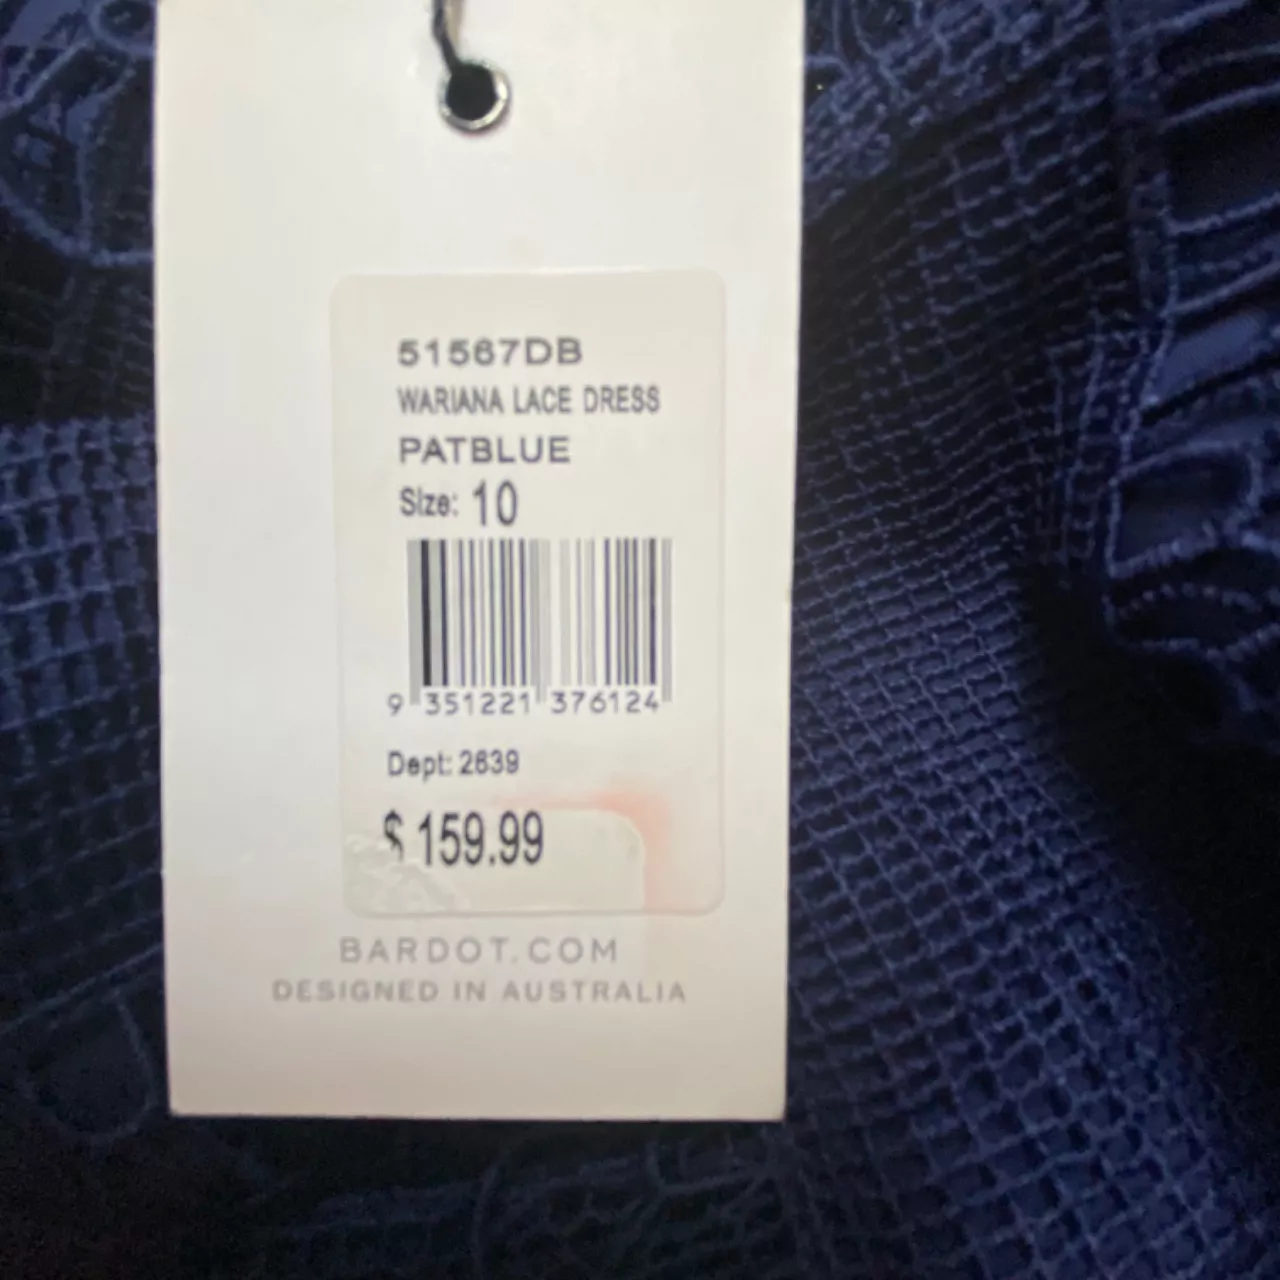 51567DB
WARIANA LACE DRESS
PATBLUE
Size: 10
9 351221 376124
Dept: 2639
$ 159.99
BARDOT.COM
DESIGNED IN AUSTRALIA